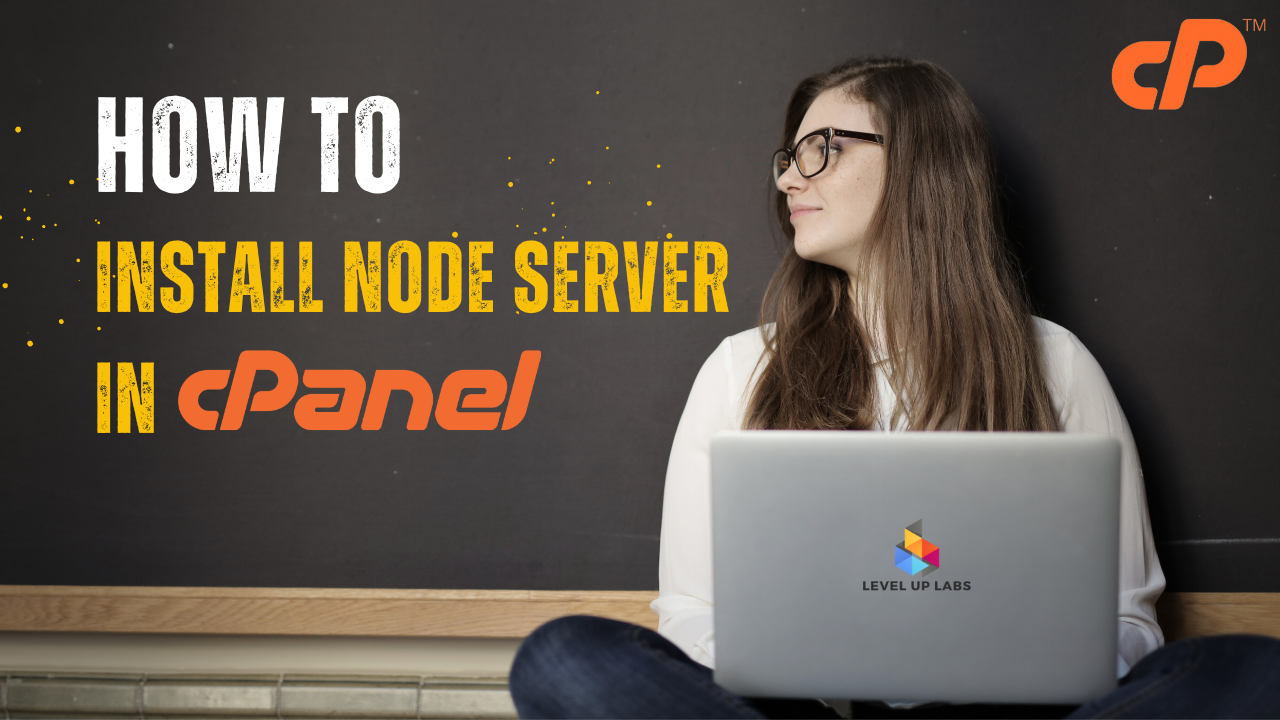 HOW TO
INSTALL NODE SERVER
IN cPanel
cP™
LEVEL UP LABS